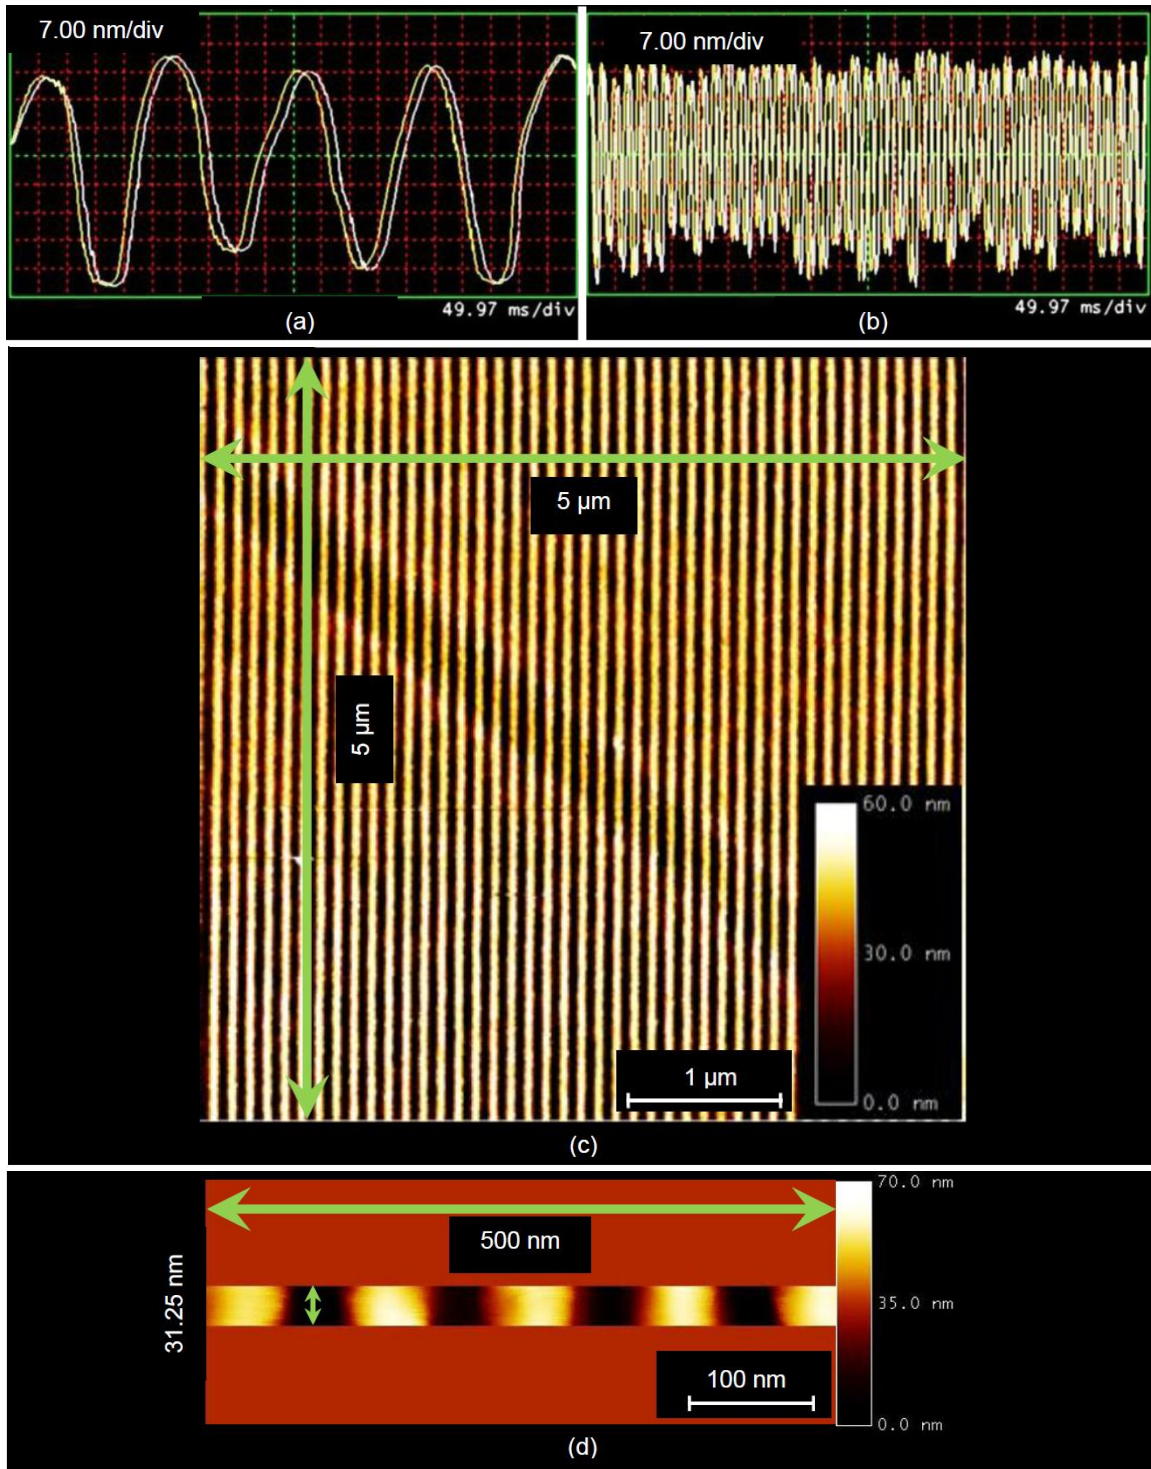 7.00 nm/div
49.97 ms/div
(a)
7.00 nm/div
49.97 ms/div
(b)
5 µm
5 µm
60.0 nm
30.0 nm
0.0 nm
1 µm
(c)
500 nm
31.25 nm
70.0 nm
35.0 nm
0.0 nm
100 nm
(d)